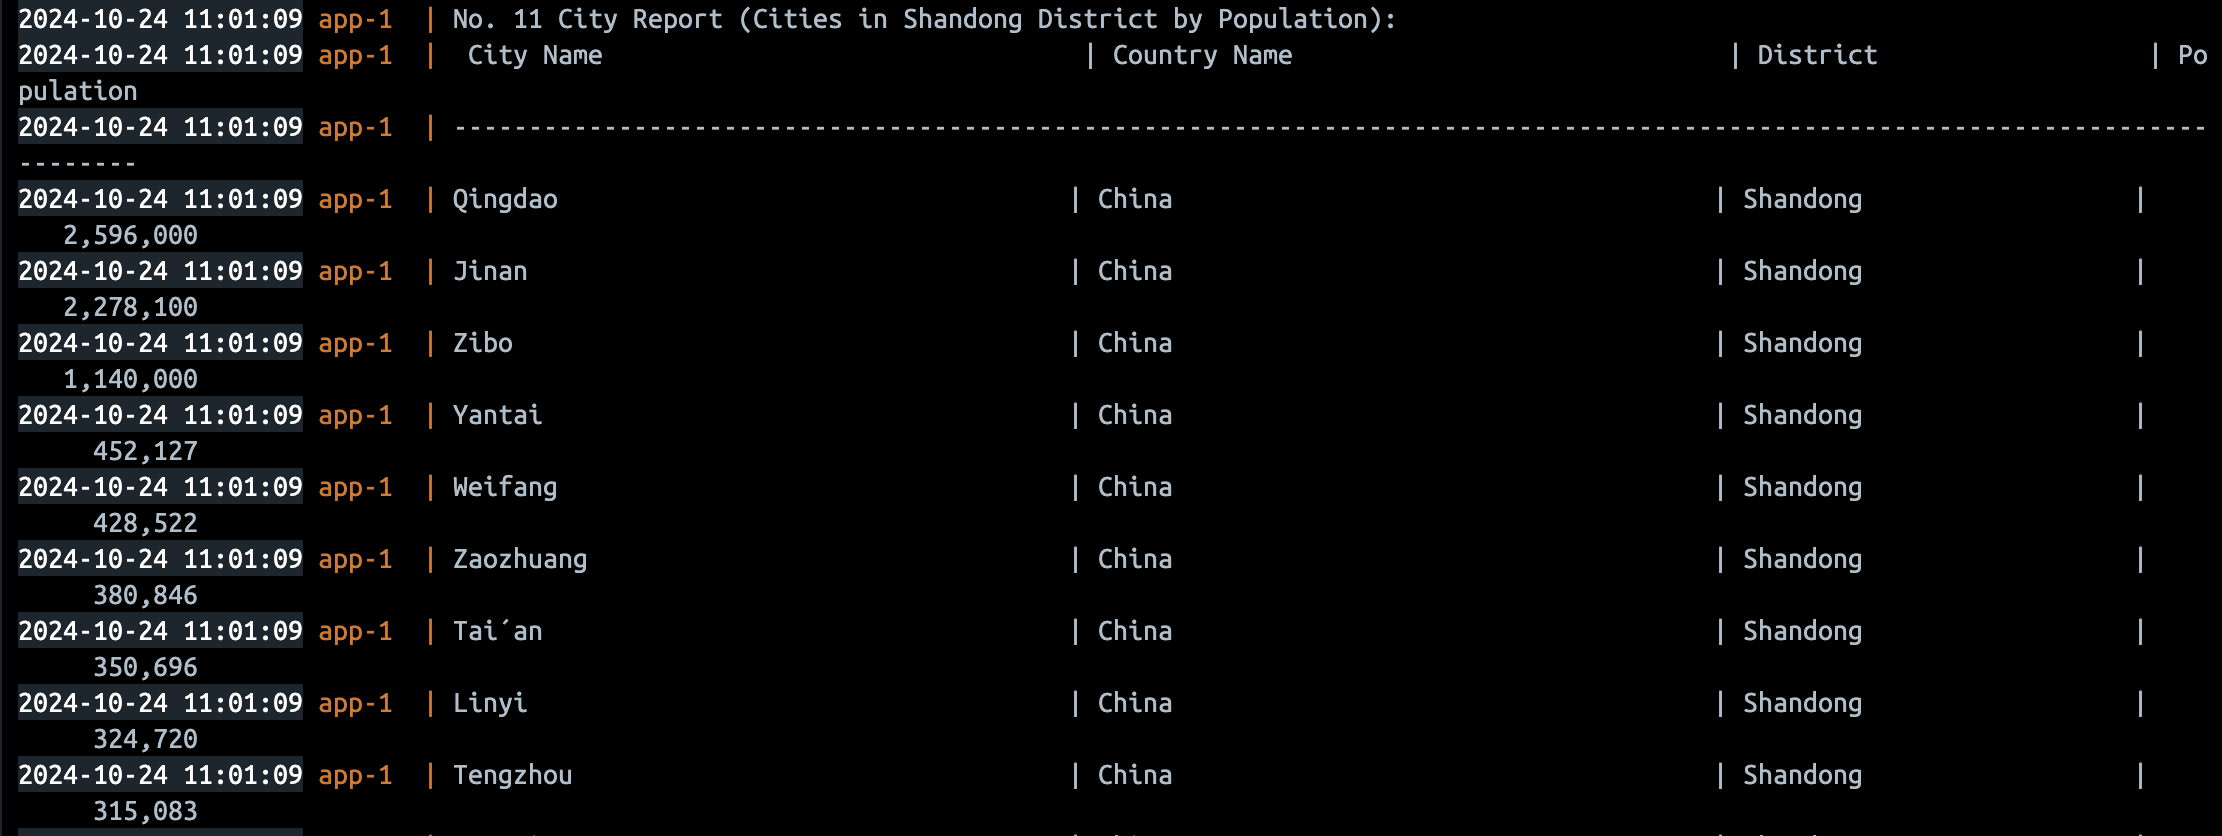 2024-10-24 11:01:09 app-1 | No. 11 City Report (Cities in Shandong District by Population):
2024-10-24 11:01:09 app-1 | City Name | Country Name | District | Po
pulation
2024-10-24 11:01:09 app-1 | ---------------------------------------------------------------------------------------------------------------------
--------
2024-10-24 11:01:09 app-1 | Qingdao | China | Shandong |
2,596,000
2024-10-24 11:01:09 app-1 | Jinan | China | Shandong |
2,278,100
2024-10-24 11:01:09 app-1 | Zibo | China | Shandong |
1,140,000
2024-10-24 11:01:09 app-1 | Yantai | China | Shandong |
452,127
2024-10-24 11:01:09 app-1 | Weifang | China | Shandong |
428,522
2024-10-24 11:01:09 app-1 | Zaozhuang | China | Shandong |
380,846
2024-10-24 11:01:09 app-1 | Tai´an | China | Shandong |
350,696
2024-10-24 11:01:09 app-1 | Linyi | China | Shandong |
324,720
2024-10-24 11:01:09 app-1 | Tengzhou | China | Shandong |
315,083